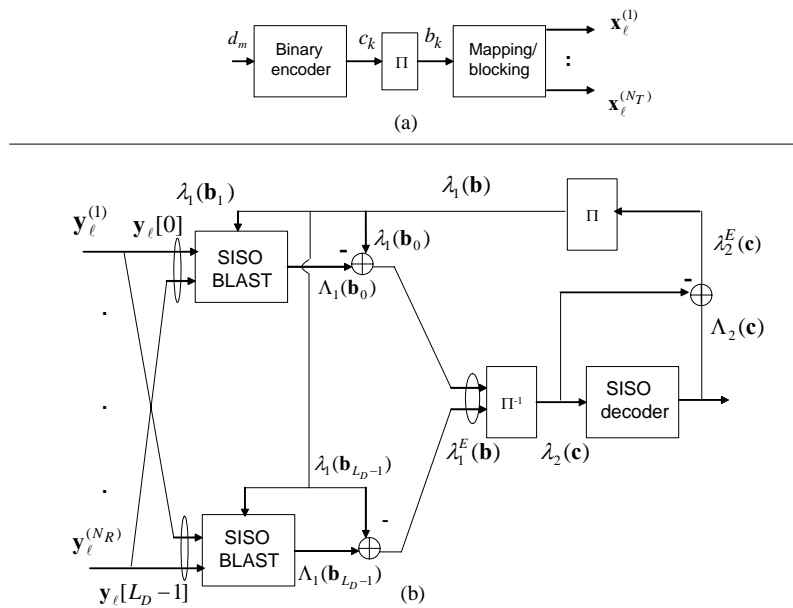 d_m
Binary encoder
c_k
Π
b_k
Mapping/ blocking
x_ℓ^(1)
:
x_ℓ^(N_T)
(a)
λ_1(b_1)
λ_1(b)
Π
y_ℓ^(1)
y_ℓ[0]
SISO BLAST
-
λ_1(b_0)
Λ_1(b_0)
λ_2^E(c)
-
Λ_2(c)
Π^-1
SISO decoder
λ_1^E(b)
λ_2(c)
λ_1(b_{L_D-1})
-
y_ℓ^(N_R)
SISO BLAST
y_ℓ[L_D-1]
Λ_1(b_{L_D-1})
(b)